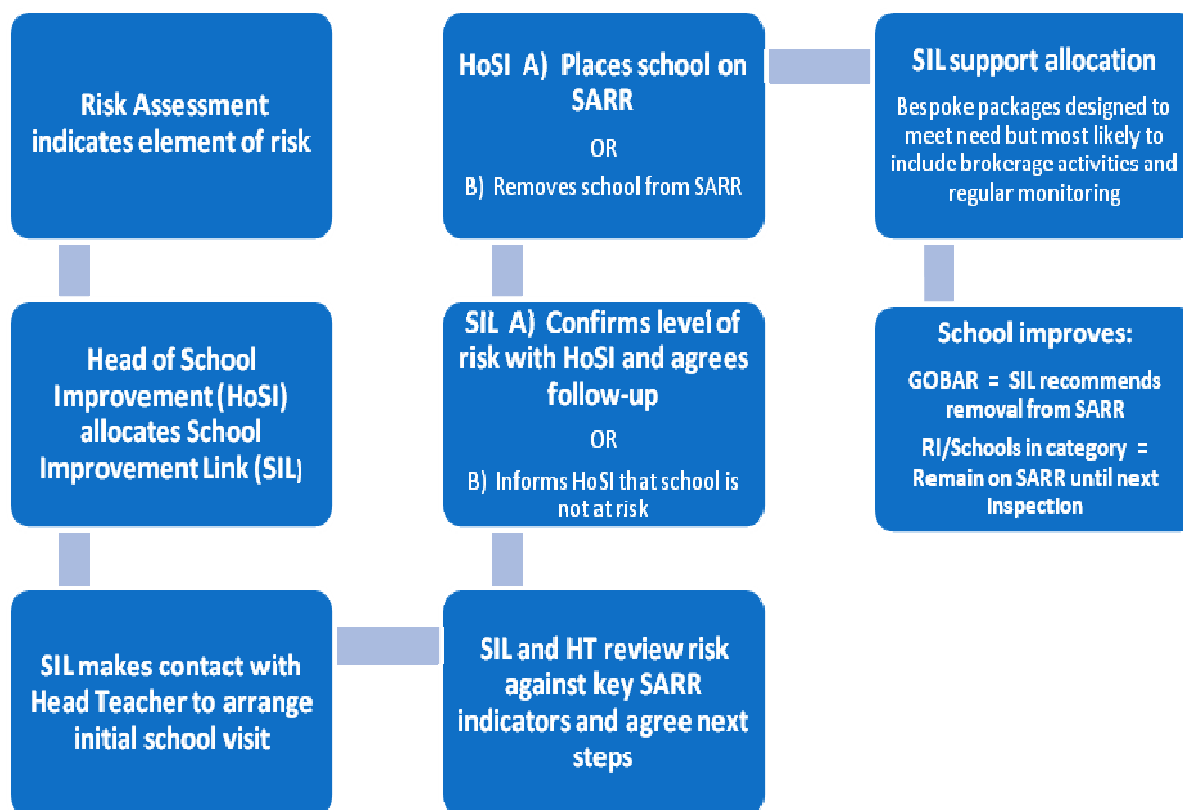 Risk Assessment
indicates element of risk
Head of School
Improvement (HoSI)
allocates School
Improvement Link (SIL)
SIL makes contact with
Head Teacher to arrange
initial school visit
SIL and HT review risk
against key SARR
indicators and agree next
steps
SIL A) Confirms level of
risk with HoSI and agrees
follow-up
OR
B) Informs HoSI that school is
not at risk
HoSI A) Places school on
SARR
OR
B) Removes school from SARR
SIL support allocation
Bespoke packages designed to
meet need but most likely to
include brokerage activities and
regular monitoring
School improves:
GOBAR = SIL recommends
removal from SARR
RI/Schools in category =
Remain on SARR until next
inspection